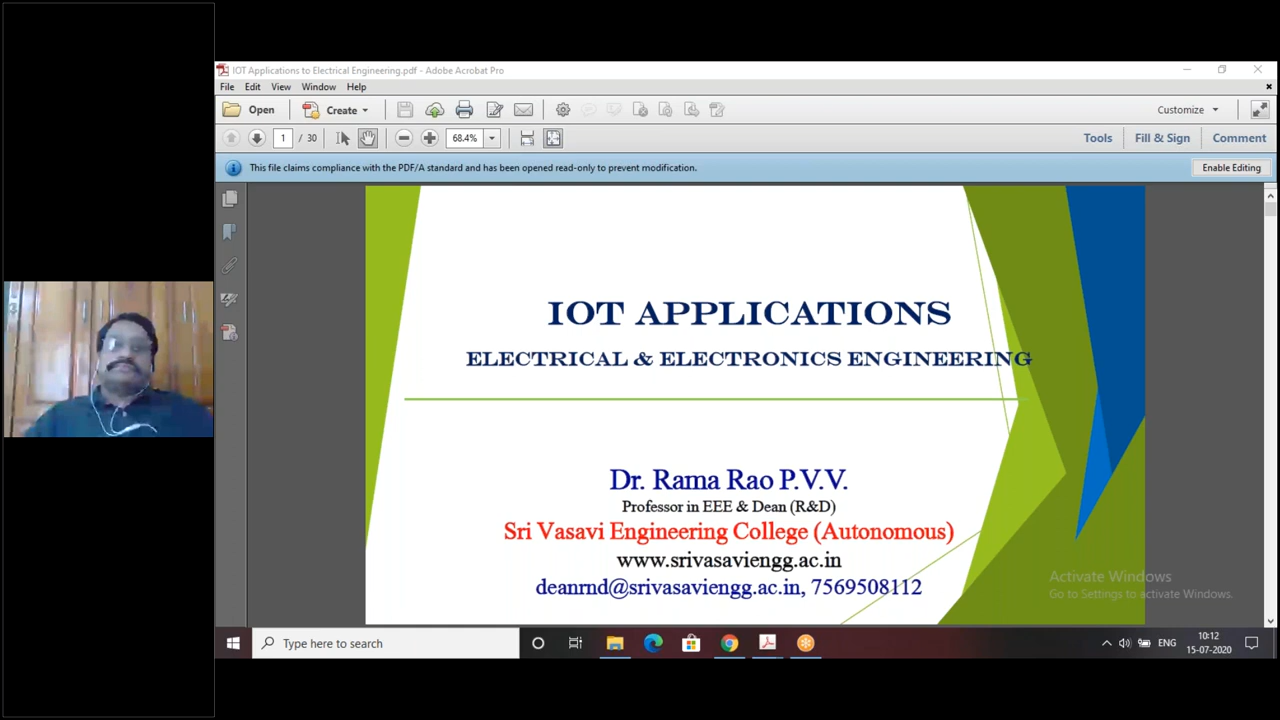 IOT Applications to Electrical Engineering.pdf - Adobe Acrobat Pro
File Edit View Window Help
Open Create Customize
1 / 30 68.4% Tools Fill & Sign Comment
This file claims compliance with the PDF/A standard and has been opened read-only to prevent modification. Enable Editing
IOT APPLICATIONS
ELECTRICAL & ELECTRONICS ENGINEERING
Dr. Rama Rao P.V.V.
Professor in EEE & Dean (R&D)
Sri Vasavi Engineering College (Autonomous)
www.srivasaviengg.ac.in
deanrnd@srivasaviengg.ac.in, 7569508112
Activate Windows
Go to Settings to activate Windows.
Type here to search
ENG
10:12
15-07-2020